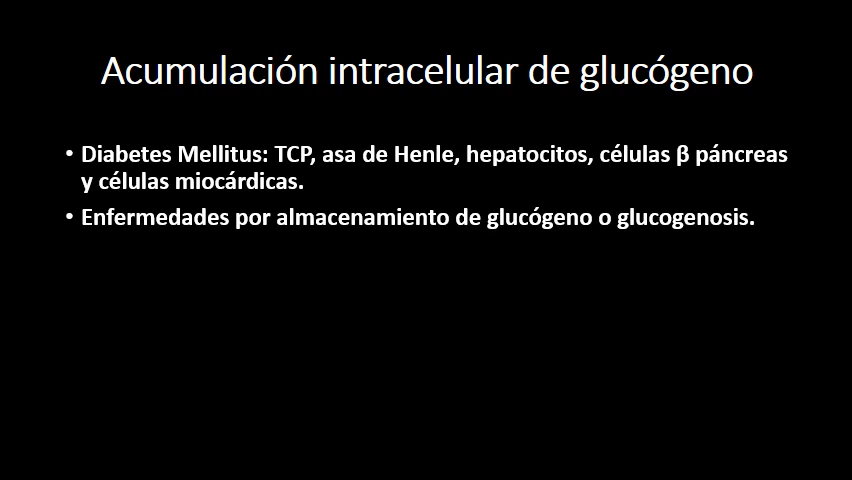 Acumulación intracelular de glucógeno
• Diabetes Mellitus: TCP, asa de Henle, hepatocitos, células β páncreas
y células miocárdicas.
• Enfermedades por almacenamiento de glucógeno o glucogenosis.